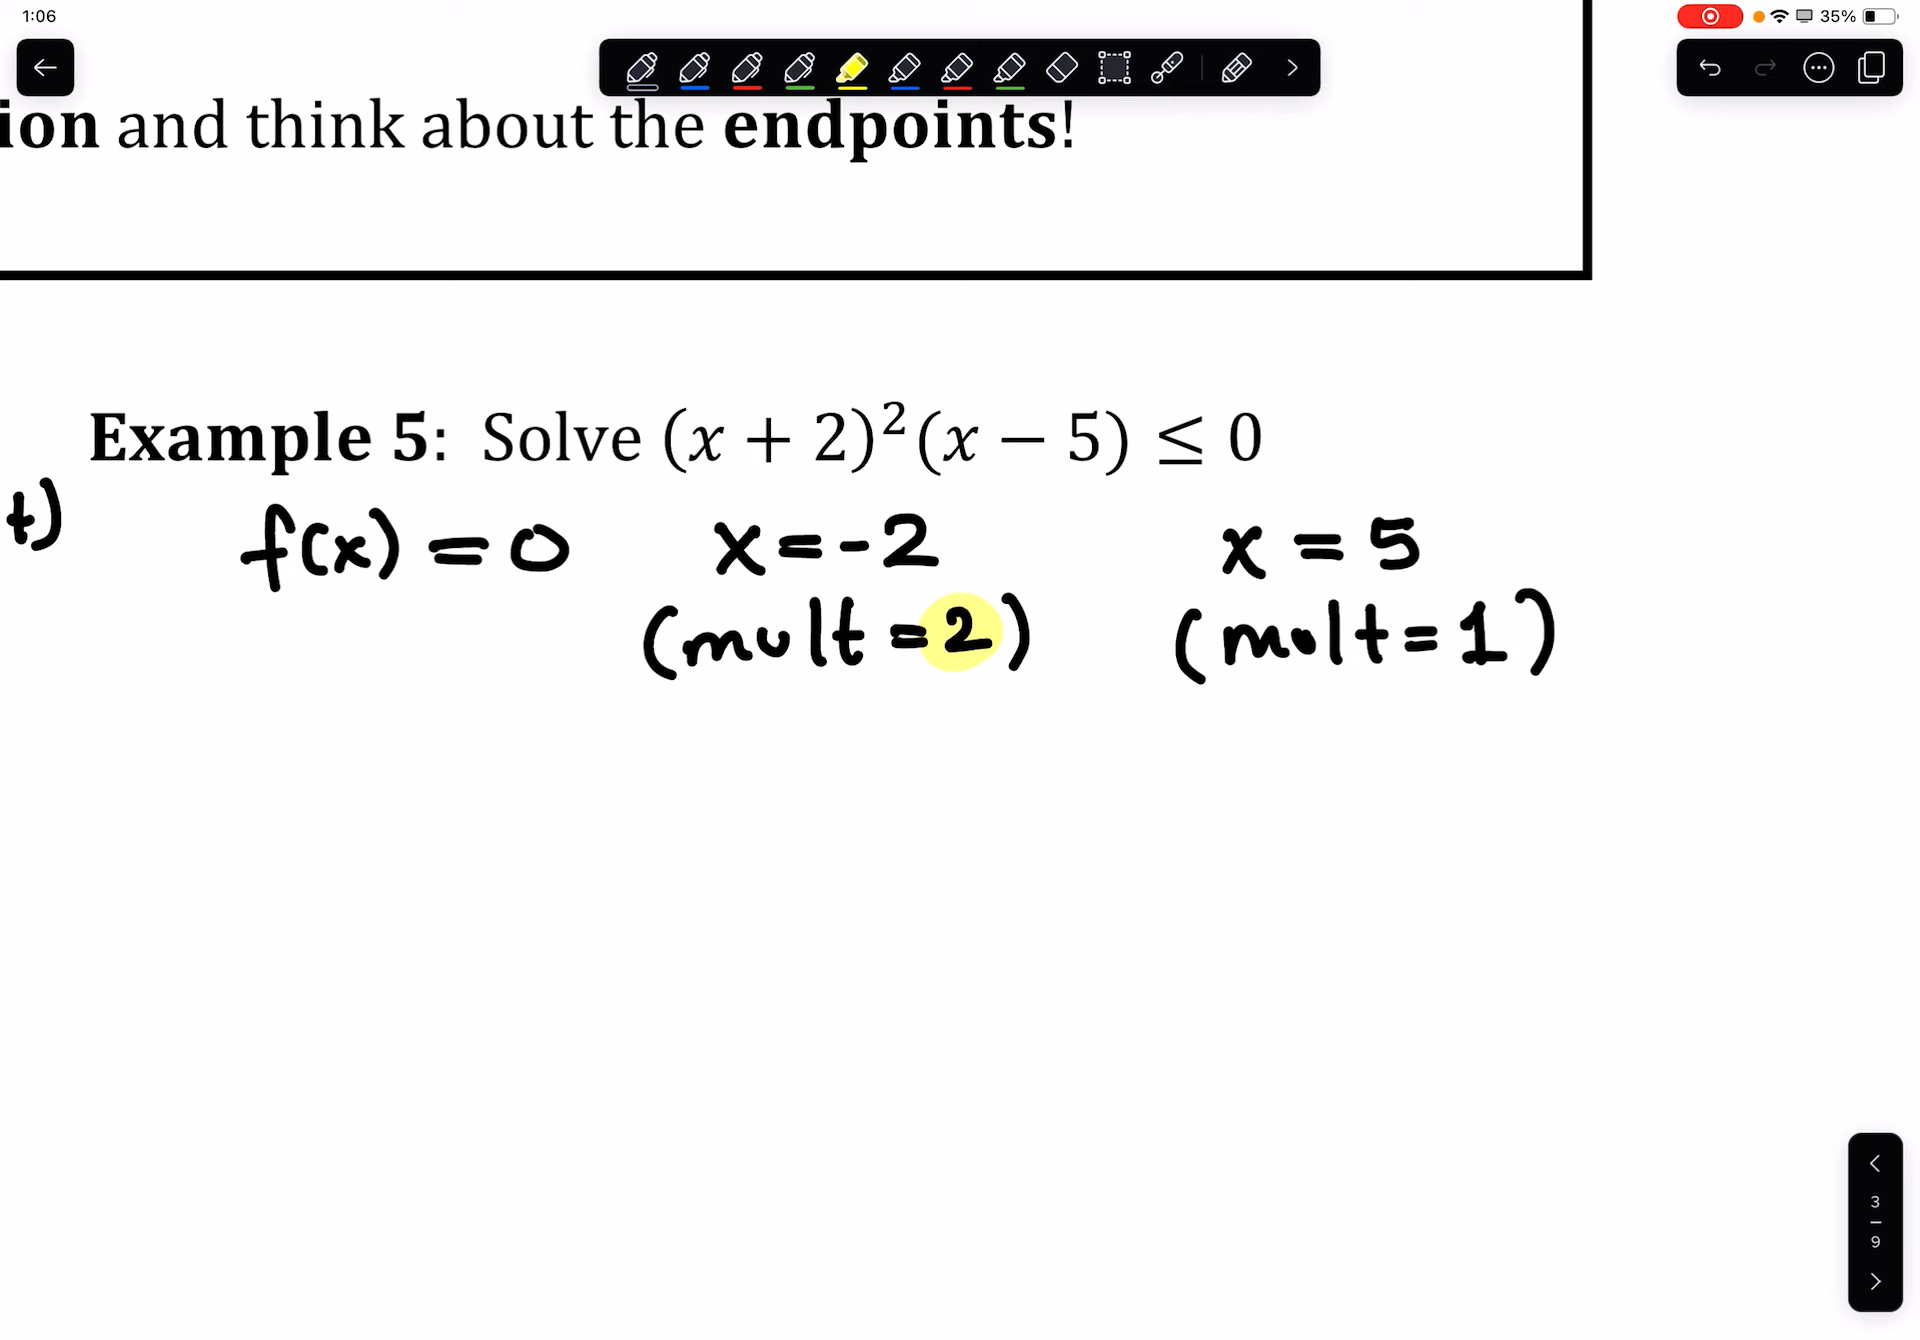 1:06
35%
ion and think about the endpoints!
Example 5: Solve (x + 2)²(x − 5) ≤ 0
t) f(x) = 0 x = -2 x = 5
(mult = 2) (mult = 1)
3
9